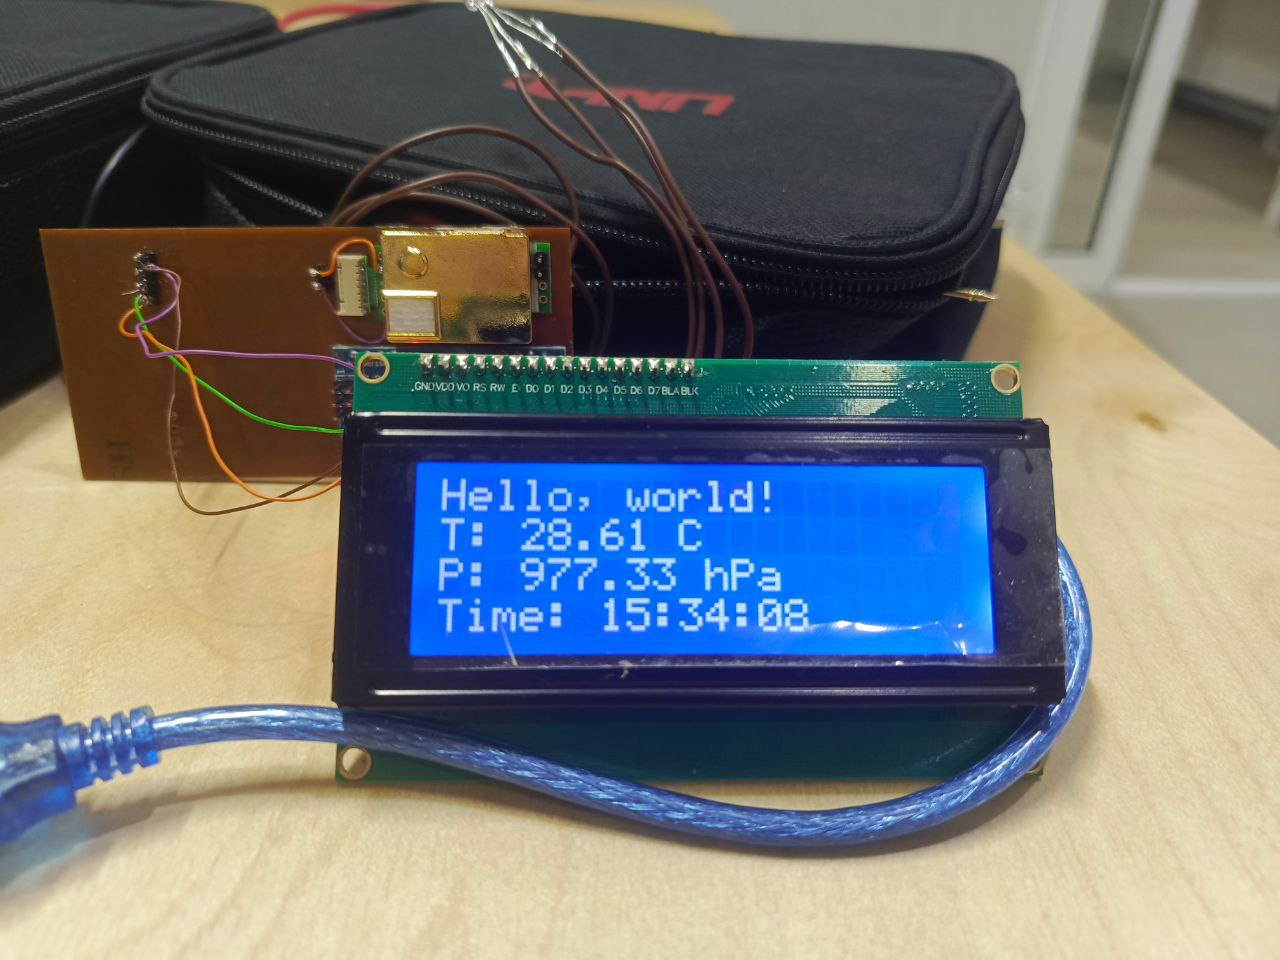 UNI-T
GND VDD VO RS RW E D0 D1 D2 D3 D4 D5 D6 D7 BLA BLK
Hello, world!
T: 28.61 C
P: 977.33 hPa
Time: 15:34:08